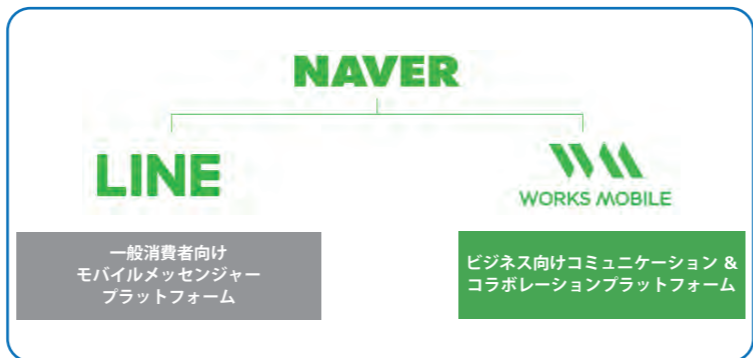 NAVER
LINE
WORKS MOBILE
一般消費者向け
モバイルメッセンジャー
プラットフォーム
ビジネス向けコミュニケーション &
コラボレーションプラットフォーム